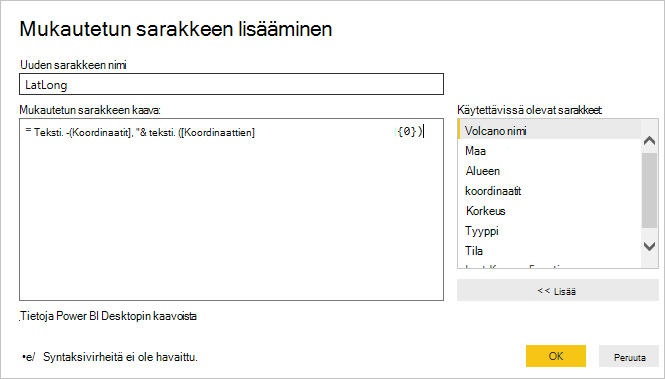 Mukautetun sarakkeen lisääminen
Uuden sarakkeen nimi
LatLong
Mukautetun sarakkeen kaava:
= Teksti. -(Koordinaatit], "& teksti. ([Koordinaattien] {0})
Käytettävissä olevat sarakkeet:
Volcano nimi
Maa
Alueen
koordinaatit
Korkeus
Tyyppi
Tila
<< Lisää
Tietoja Power BI Desktopin kaavoista
•e/ Syntaksivirheitä ei ole havaittu.
OK
Peruuta